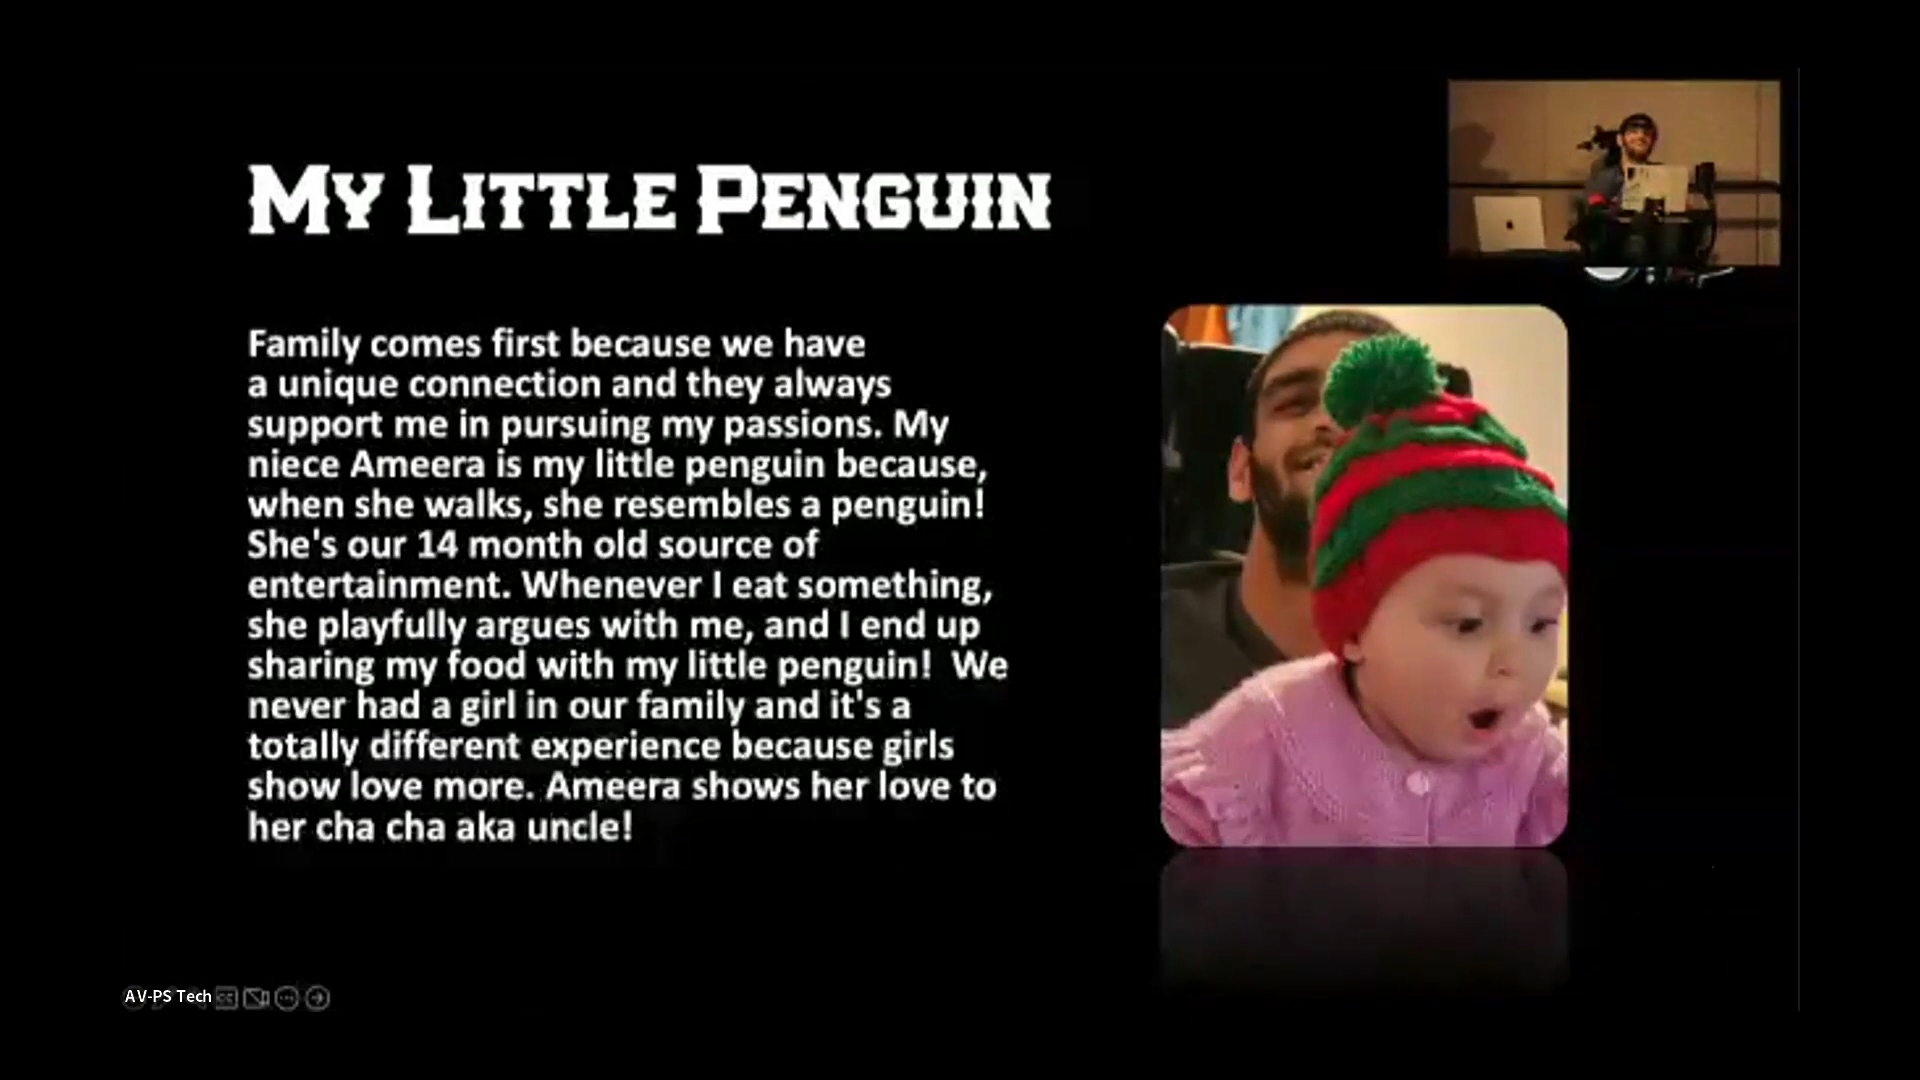 My Little Penguin
Family comes first because we have
a unique connection and they always
support me in pursuing my passions. My
niece Ameera is my little penguin because,
when she walks, she resembles a penguin!
She's our 14 month old source of
entertainment. Whenever I eat something,
she playfully argues with me, and I end up
sharing my food with my little penguin!  We
never had a girl in our family and it's a
totally different experience because girls
show love more. Ameera shows her love to
her cha cha aka uncle!
AV-PS Tech